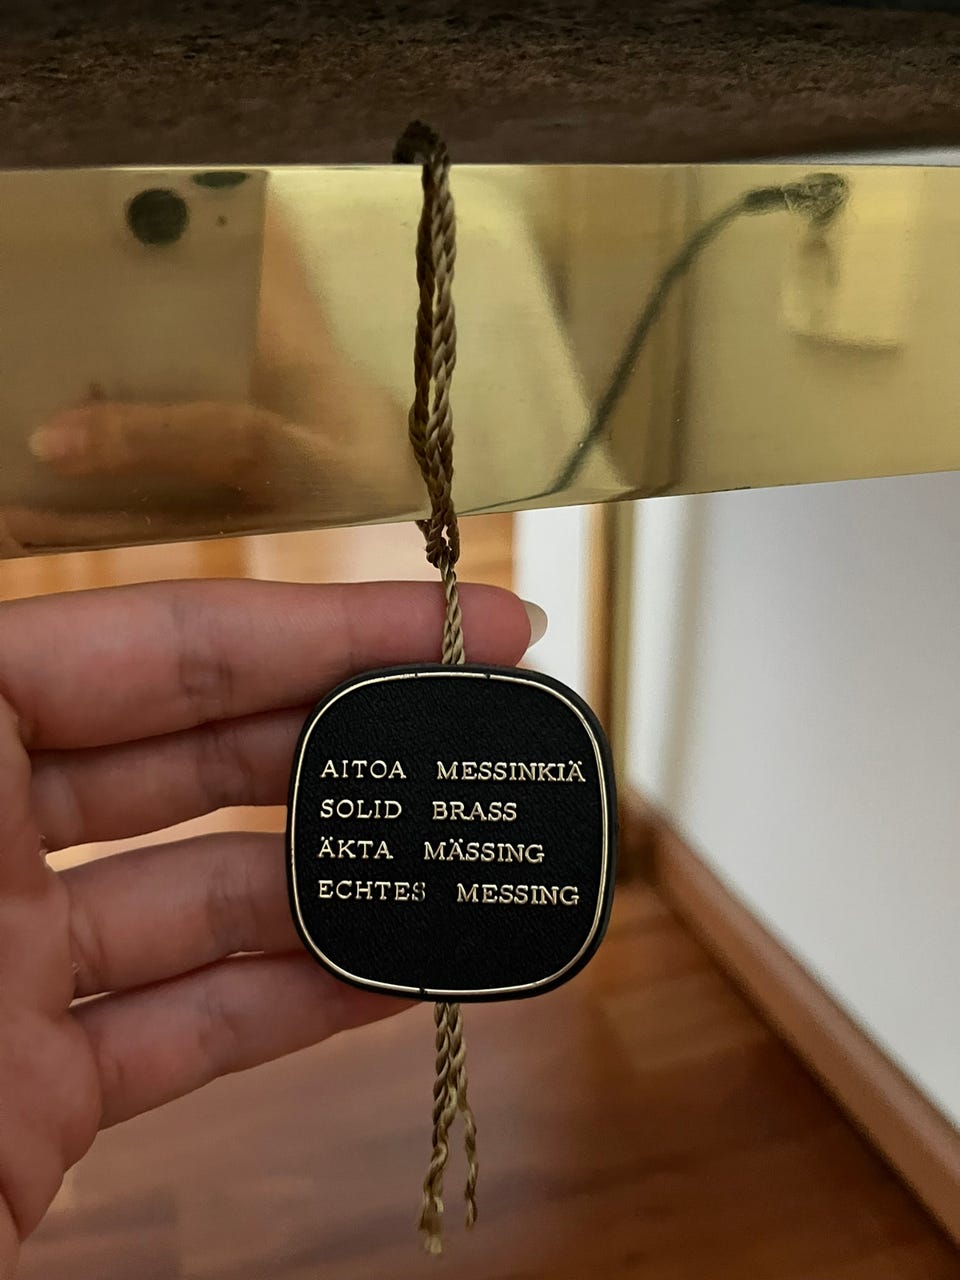 AITOA MESSINKIÄ
SOLID BRASS
ÄKTA MÄSSING
ECHTES MESSING